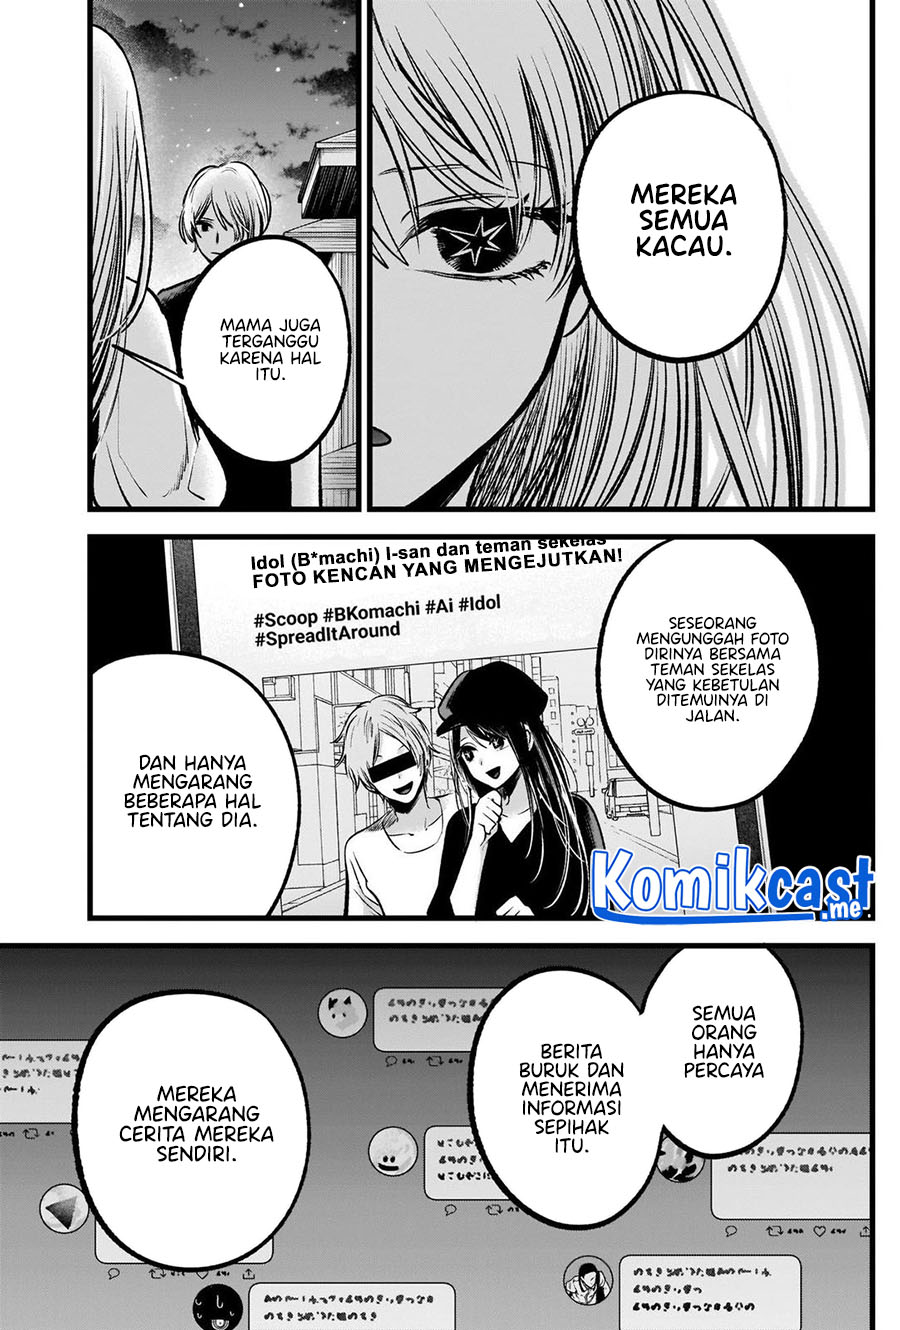 MEREKA
SEMUA
KACAU.
MAMA JUGA
TERGANGGU
KARENA HAL
ITU.
Idol (B*machi) I-san dan teman sekelas
FOTO KENCAN YANG MENGEJUTKAN!
#Scoop #BKomachi #Ai #Idol
#SpreadItAround
SESEORANG
MENGUNGGAH FOTO
DIRINYA BERSAMA
TEMAN SEKELAS
YANG KEBETULAN
DITEMUINYA DI
JALAN.
DAN HANYA
MENGARANG
BEBERAPA HAL
TENTANG DIA.
Komikcast
.me
SEMUA
ORANG
HANYA
PERCAYA
BERITA
BURUK DAN
MENERIMA
INFORMASI
SEPIHAK
ITU.
MEREKA
MENGARANG
CERITA MEREKA
SENDIRI.